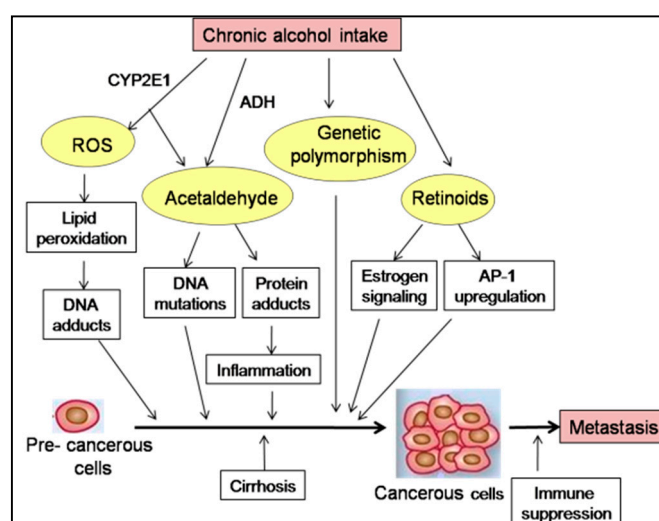 Chronic alcohol intake
CYP2E1
ADH
ROS
Genetic
polymorphism
Acetaldehyde
Retinoids
Lipid
peroxidation
DNA
mutations
Protein
adducts
Estrogen
signaling
AP-1
upregulation
DNA
adducts
Inflammation
Pre- cancerous
cells
Cirrhosis
Cancerous cells
Metastasis
Immune
suppression